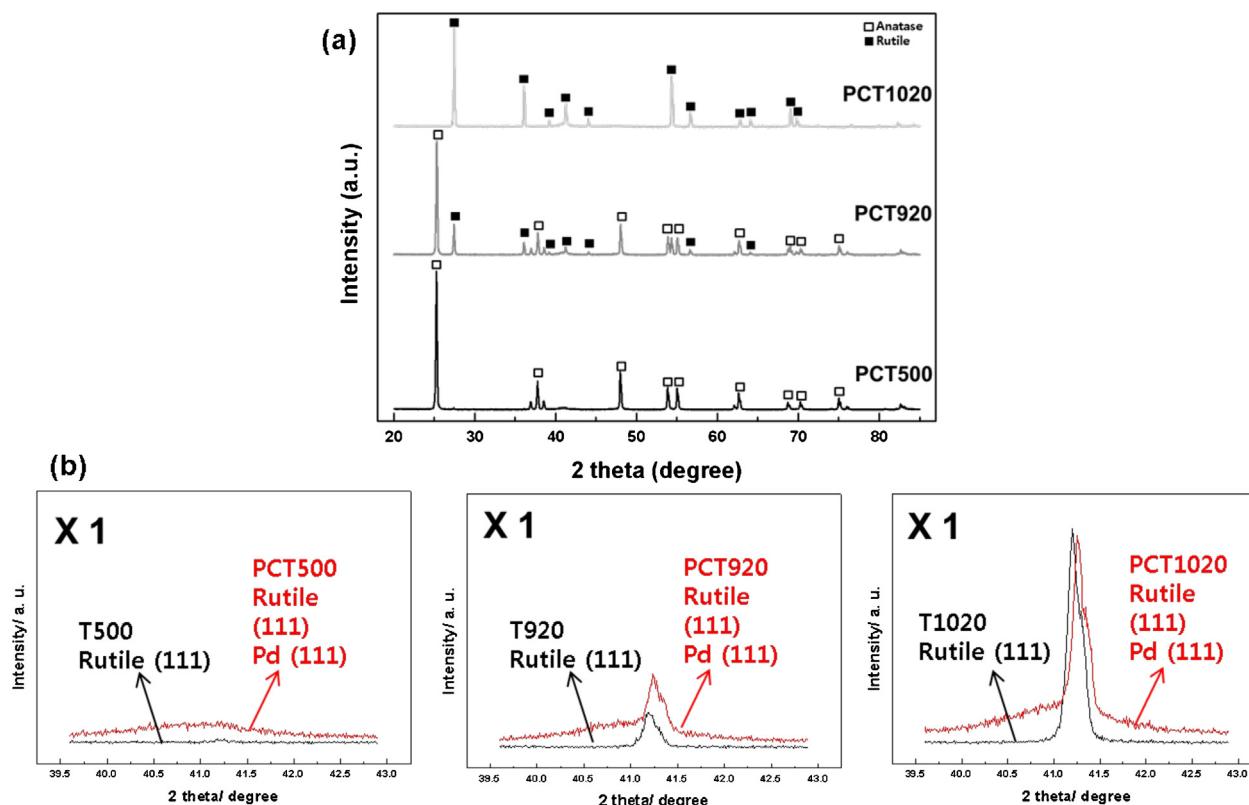 (a)
Anatase
Rutile
PCT1020
PCT920
PCT500
Intensity (a.u.)
20 30 40 50 60 70 80
2 theta (degree)
(b)
X 1
PCT500
Rutile
(111)
Pd (111)
T500
Rutile (111)
Intensity/ a. u.
39.5 40.0 40.5 41.0 41.5 42.0 42.5 43.0
2 theta/ degree
X 1
PCT920
Rutile
(111)
Pd (111)
T920
Rutile (111)
Intensity/ a. u.
39.5 40.0 40.5 41.0 41.5 42.0 42.5 43.0
2 theta/ degree
X 1
PCT1020
Rutile
(111)
Pd (111)
T1020
Rutile (111)
Intensity/ a. u.
39.5 40.0 40.5 41.0 41.5 42.0 42.5 43.0
2 theta/ degree